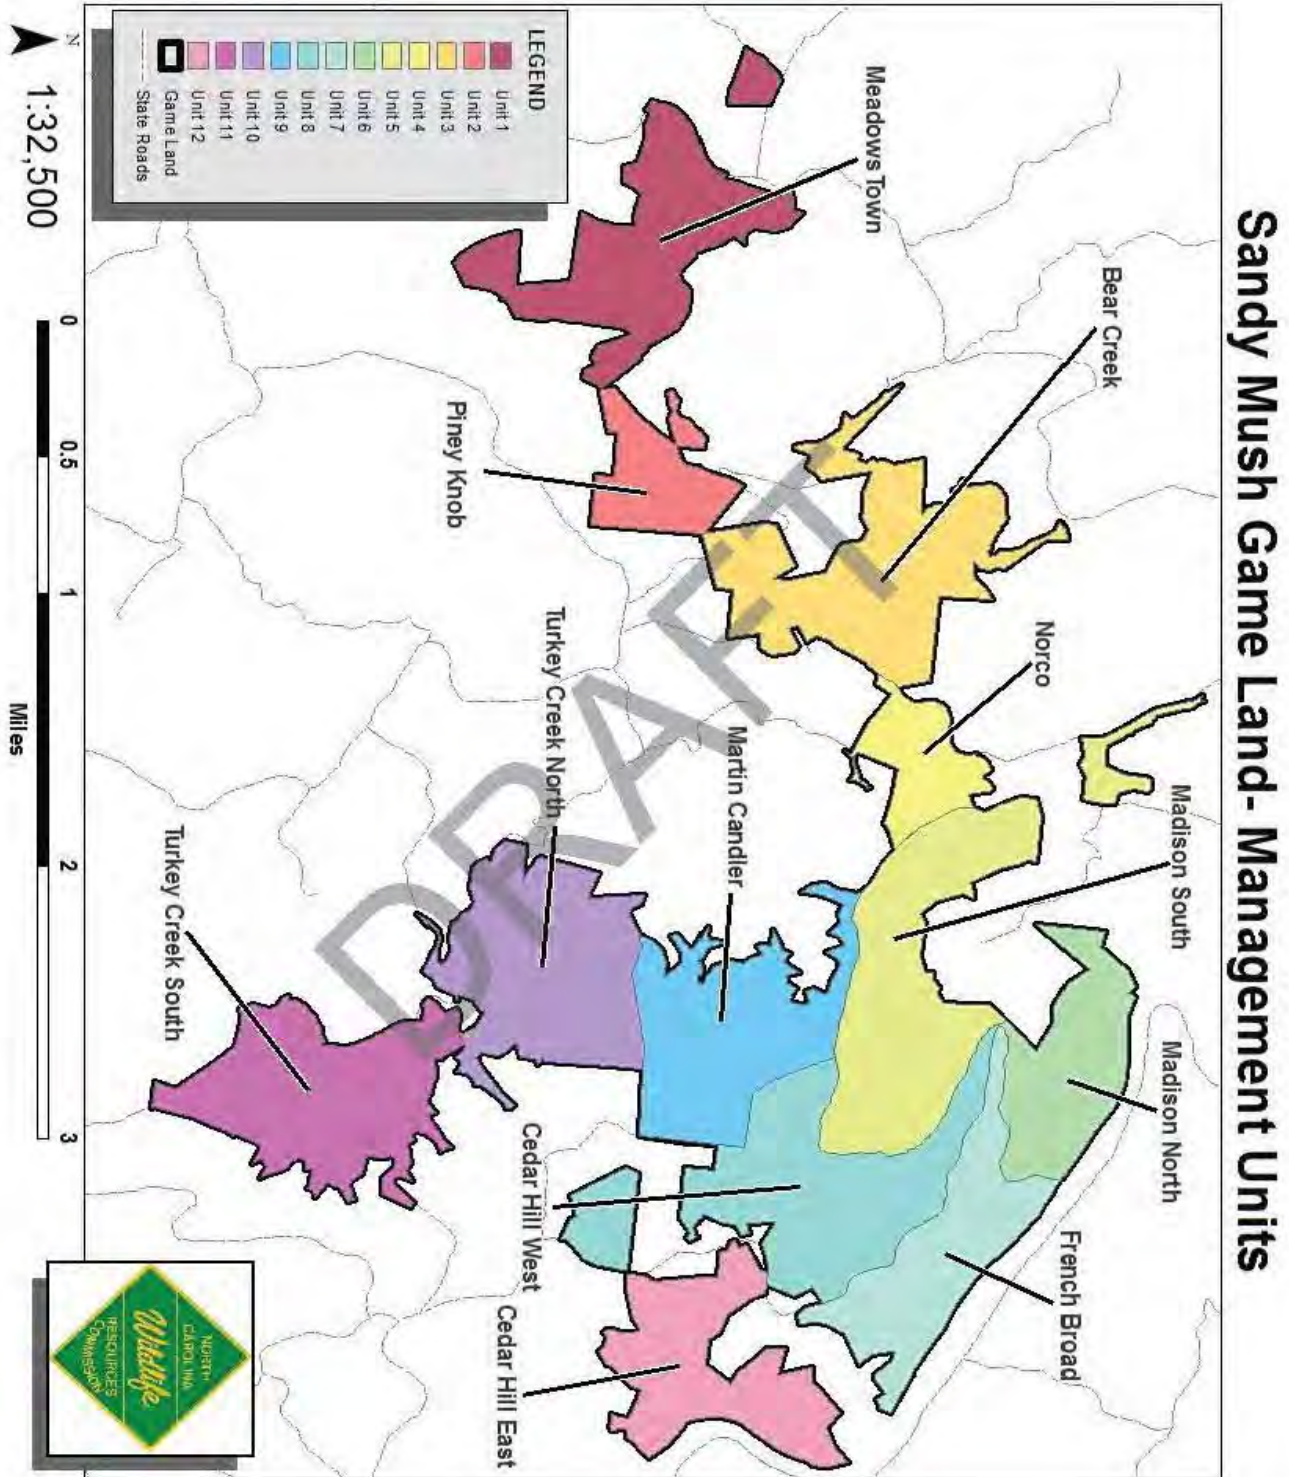 Sandy Mush Game Land- Management Units
Meadows Town
Bear Creek
Norco
Madison South
Madison North
French Broad
Piney Knob
Martin Candler
Turkey Creek North
Turkey Creek South
Cedar Hill West
Cedar Hill East
DRAFT
LEGEND
Unit 1
Unit 2
Unit 3
Unit 4
Unit 5
Unit 6
Unit 7
Unit 8
Unit 9
Unit 10
Unit 11
Unit 12
Game Land
State Roads
N
1:32,500
0 0.5 1 2 3
Miles
NORTH
CAROLINA
Wildlife
RESOURCES
COMMISSION